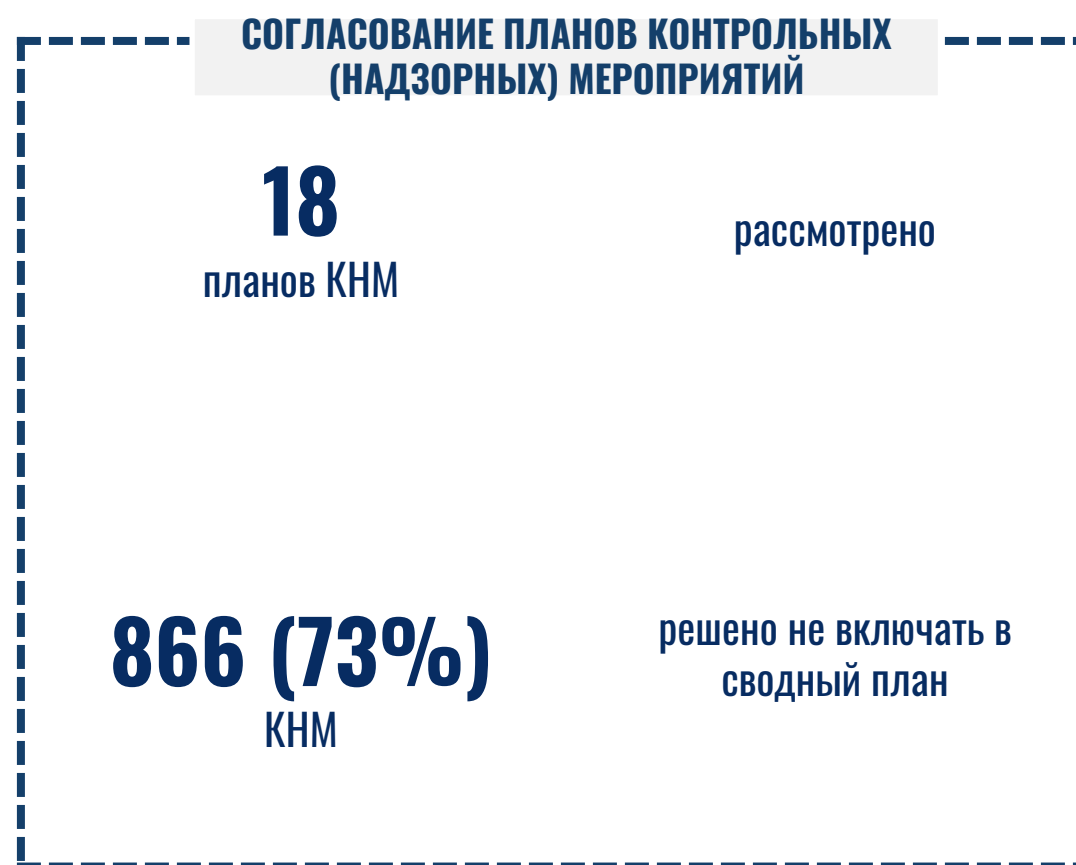 СОГЛАСОВАНИЕ ПЛАНОВ КОНТРОЛЬНЫХ
(НАДЗОРНЫХ) МЕРОПРИЯТИЙ
18
планов КНМ
рассмотрено
866 (73%)
КНМ
решено не включать в
сводный план